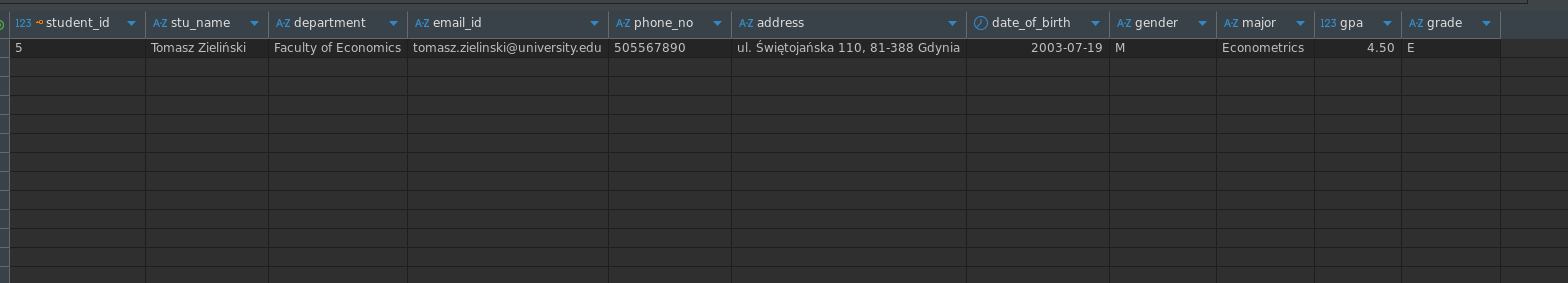 123 student_id A-Z stu_name A-Z department A-Z email_id A-Z phone_no A-Z address date_of_birth A-Z gender A-Z major 123 gpa A-Z grade
5 Tomasz Zieliński Faculty of Economics tomasz.zielinski@university.edu 505567890 ul. Świętojańska 110, 81-388 Gdynia 2003-07-19 M Econometrics 4.50 E